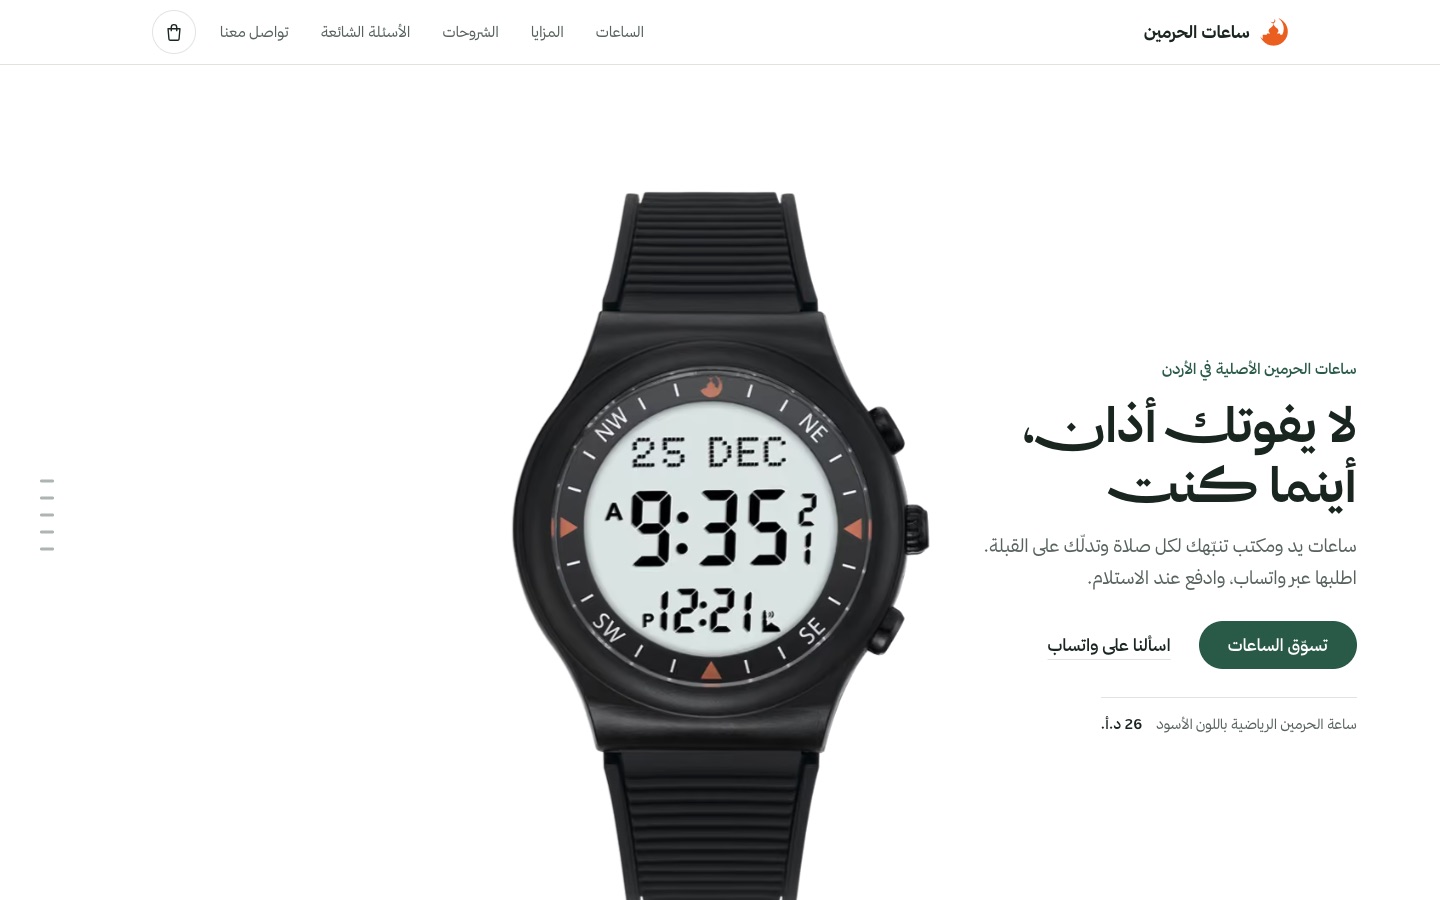 ساعات الحرمين
الساعات
المزايا
الشروحات
الأسئلة الشائعة
تواصل معنا
ساعات الحرمين الأصلية في الأردن
لا يفوتك أذان،
أينما كنت
ساعات يد ومكتب تنبّهك لكل صلاة وتدلّك على القبلة.
اطلبها عبر واتساب، وادفع عند الاستلام.
تسوّق الساعات
اسألنا على واتساب
ساعة الحرمين الرياضية باللون الأسود
26 د.أ.
NW
NE
25 DEC
A 9:35 21
P 12:21
SW
SE